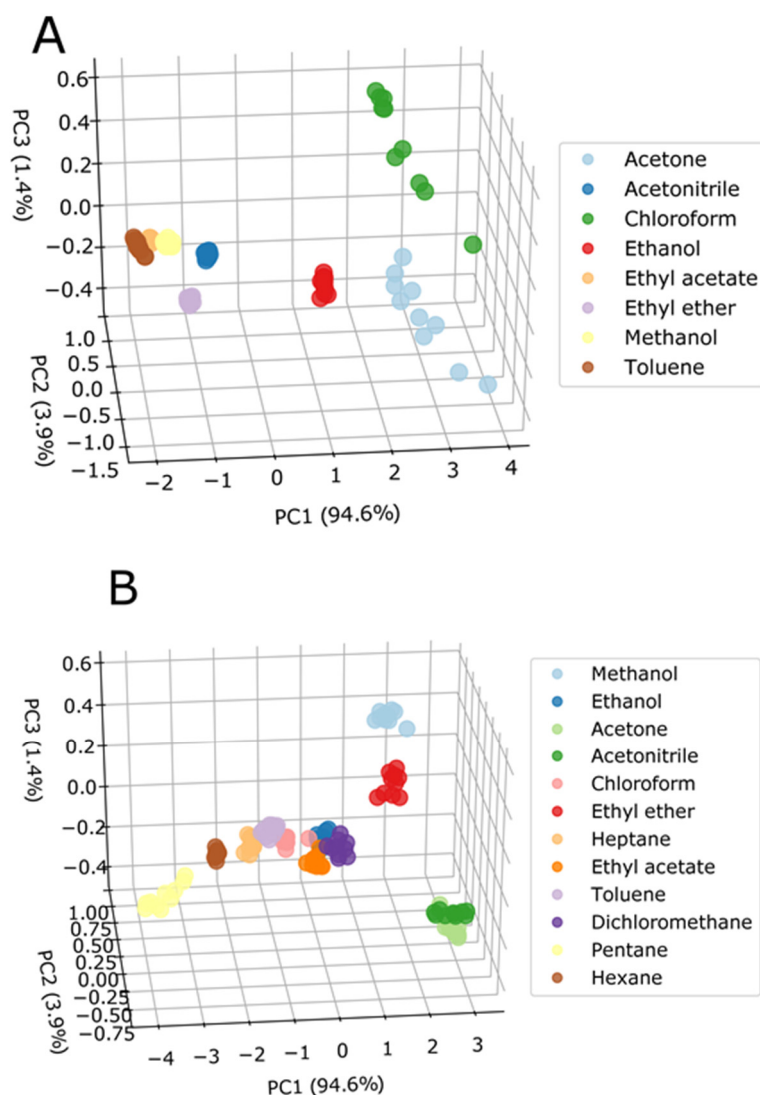 A
PC3 (1.4%)
0.6
0.4
0.2
0.0
−0.2
−0.4
PC2 (3.9%)
1.0
0.5
0.0
−0.5
−1.0
−1.5
−2 −1 0 1 2 3 4
PC1 (94.6%)
Acetone
Acetonitrile
Chloroform
Ethanol
Ethyl acetate
Ethyl ether
Methanol
Toluene
B
PC3 (1.4%)
0.6
0.4
0.2
0.0
−0.2
−0.4
PC2 (3.9%)
1.00
0.75
0.50
0.25
0.00
−0.25
−0.50
−0.75
−4 −3 −2 −1 0 1 2 3
PC1 (94.6%)
Methanol
Ethanol
Acetone
Acetonitrile
Chloroform
Ethyl ether
Heptane
Ethyl acetate
Toluene
Dichloromethane
Pentane
Hexane